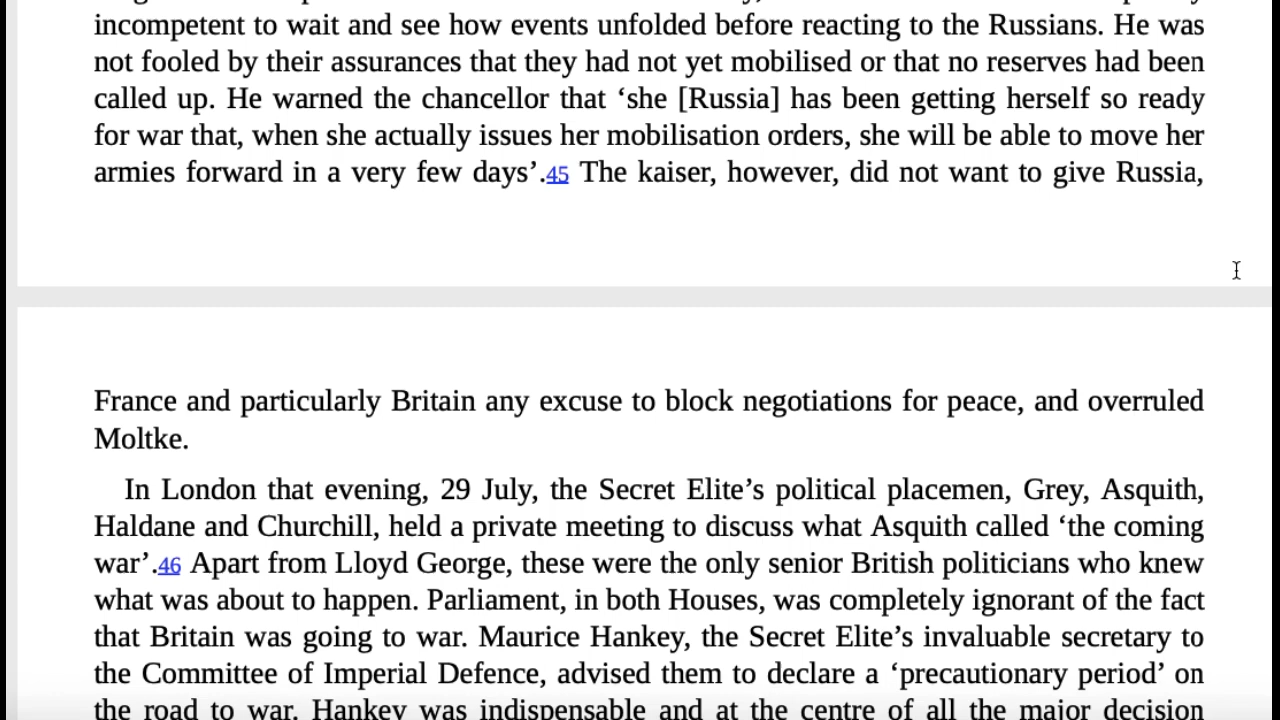 incompetent to wait and see how events unfolded before reacting to the Russians. He was
not fooled by their assurances that they had not yet mobilised or that no reserves had been
called up. He warned the chancellor that ‘she [Russia] has been getting herself so ready
for war that, when she actually issues her mobilisation orders, she will be able to move her
armies forward in a very few days’.45 The kaiser, however, did not want to give Russia,
France and particularly Britain any excuse to block negotiations for peace, and overruled
Moltke.
In London that evening, 29 July, the Secret Elite’s political placemen, Grey, Asquith,
Haldane and Churchill, held a private meeting to discuss what Asquith called ‘the coming
war’.46 Apart from Lloyd George, these were the only senior British politicians who knew
what was about to happen. Parliament, in both Houses, was completely ignorant of the fact
that Britain was going to war. Maurice Hankey, the Secret Elite’s invaluable secretary to
the Committee of Imperial Defence, advised them to declare a ‘precautionary period’ on
the road to war. Hankey was indispensable and at the centre of all the major decision